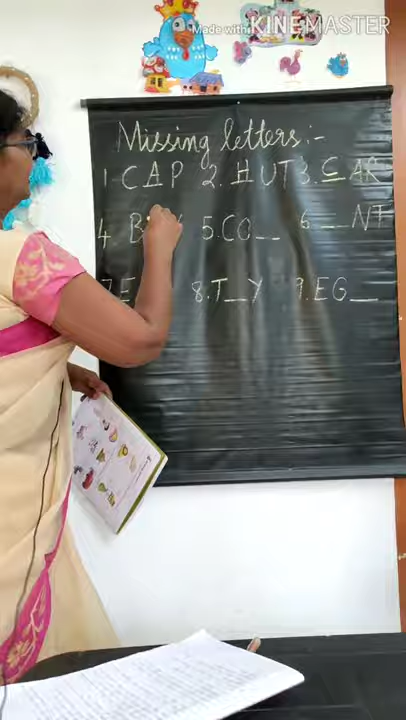 Made with KINEMASTER
Missing letters:-
1. CAP 2. HUT 3. CAR
4. B 5. CO__ 6. __NT
7. E 8. T_Y 9. EG__